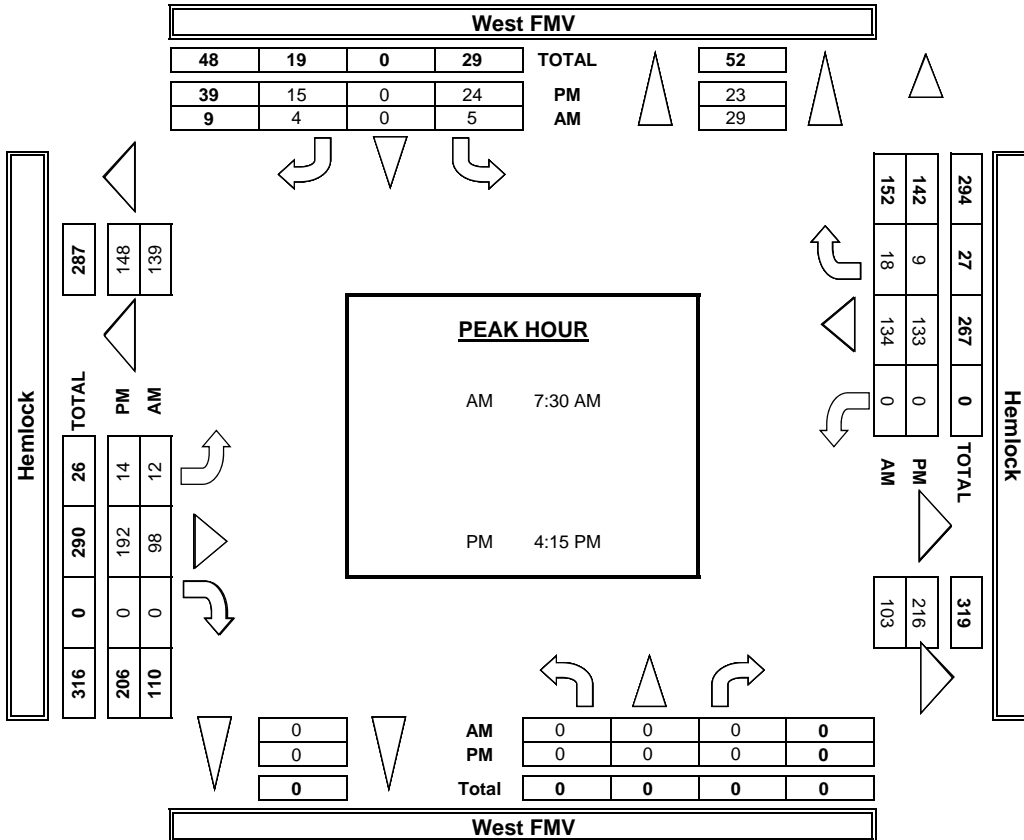 West FMV
48 19 0 29 TOTAL 52
39 15 0 24 PM 23
9 4 0 5 AM 29
Hemlock
287 148 139
TOTAL PM AM
26 14 12
290 192 98
0 0 0
316 206 110
PEAK HOUR
AM 7:30 AM
PM 4:15 PM
152 142 294
18 9 27
134 133 267
0 0 0
AM PM TOTAL
103 216 319
Hemlock
0 AM 0 0 0 0
0 PM 0 0 0 0
0 Total 0 0 0 0
West FMV